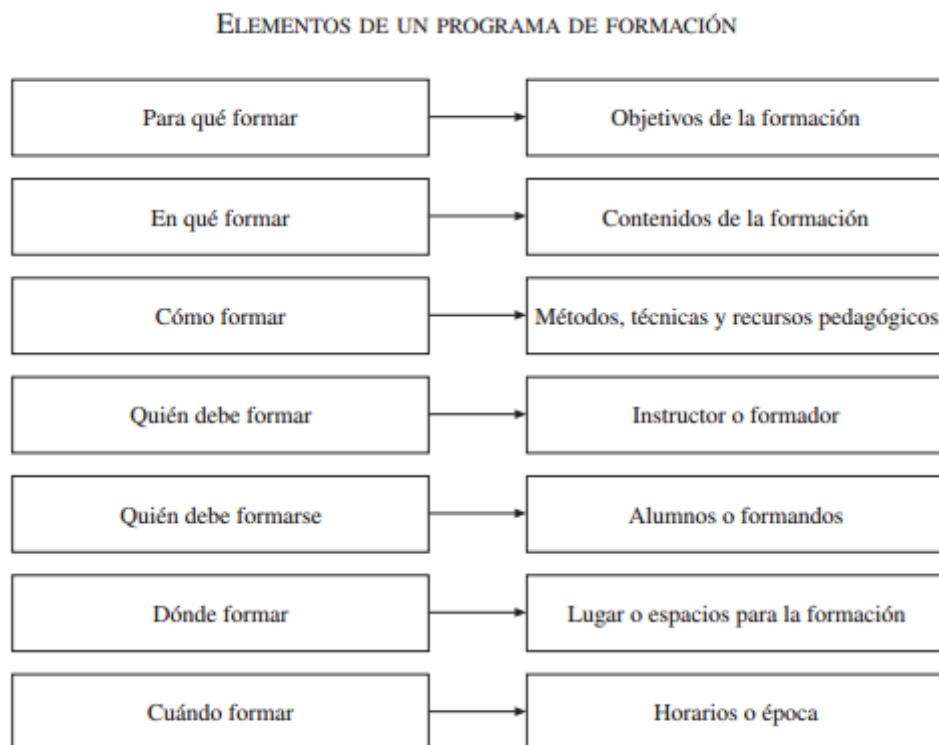 ELEMENTOS DE UN PROGRAMA DE FORMACIÓN
Para qué formar
Objetivos de la formación
En qué formar
Contenidos de la formación
Cómo formar
Métodos, técnicas y recursos pedagógicos
Quién debe formar
Instructor o formador
Quién debe formarse
Alumnos o formandos
Dónde formar
Lugar o espacios para la formación
Cuándo formar
Horarios o época